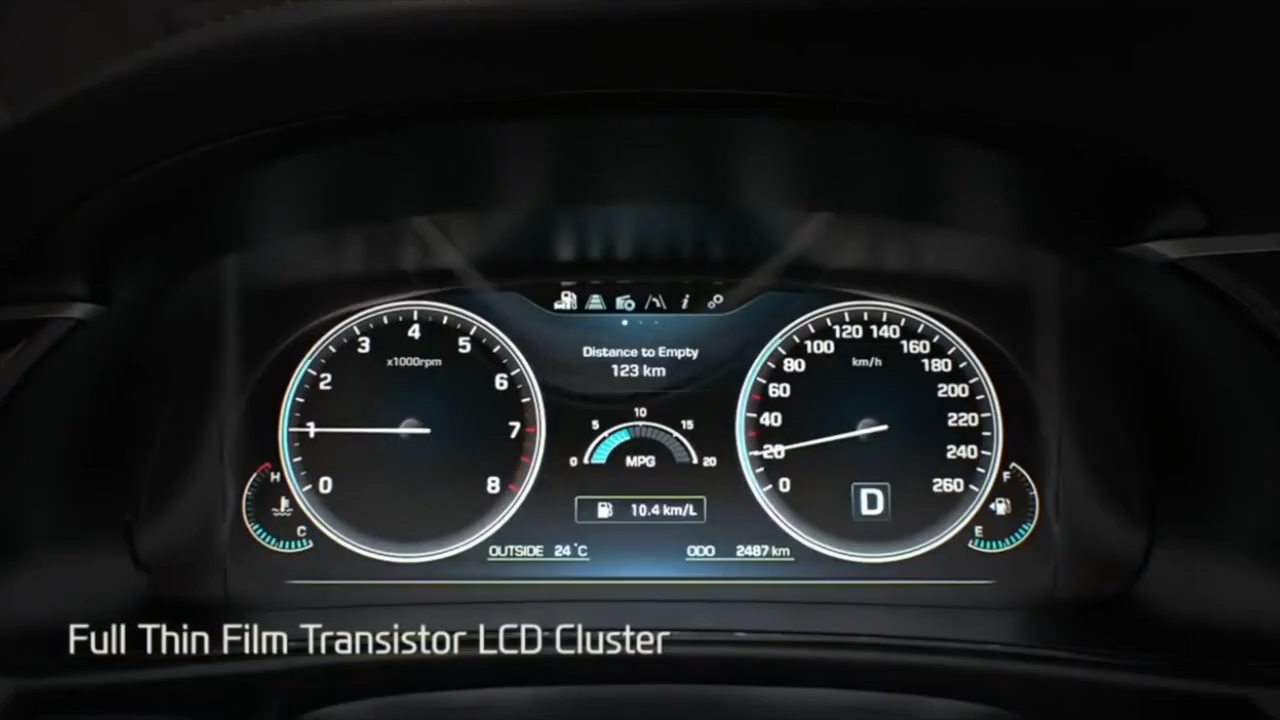 Distance to Empty
123 km
0
1
2
3
4
5
6
7
8
x1000rpm
H
C
0
5
10
15
20
MPG
10.4 km/L
OUTSIDE 24°C
ODO 2487 km
0
20
40
60
80
100
120
140
160
180
200
220
240
260
km/h
D
F
E
Full Thin Film Transistor LCD Cluster